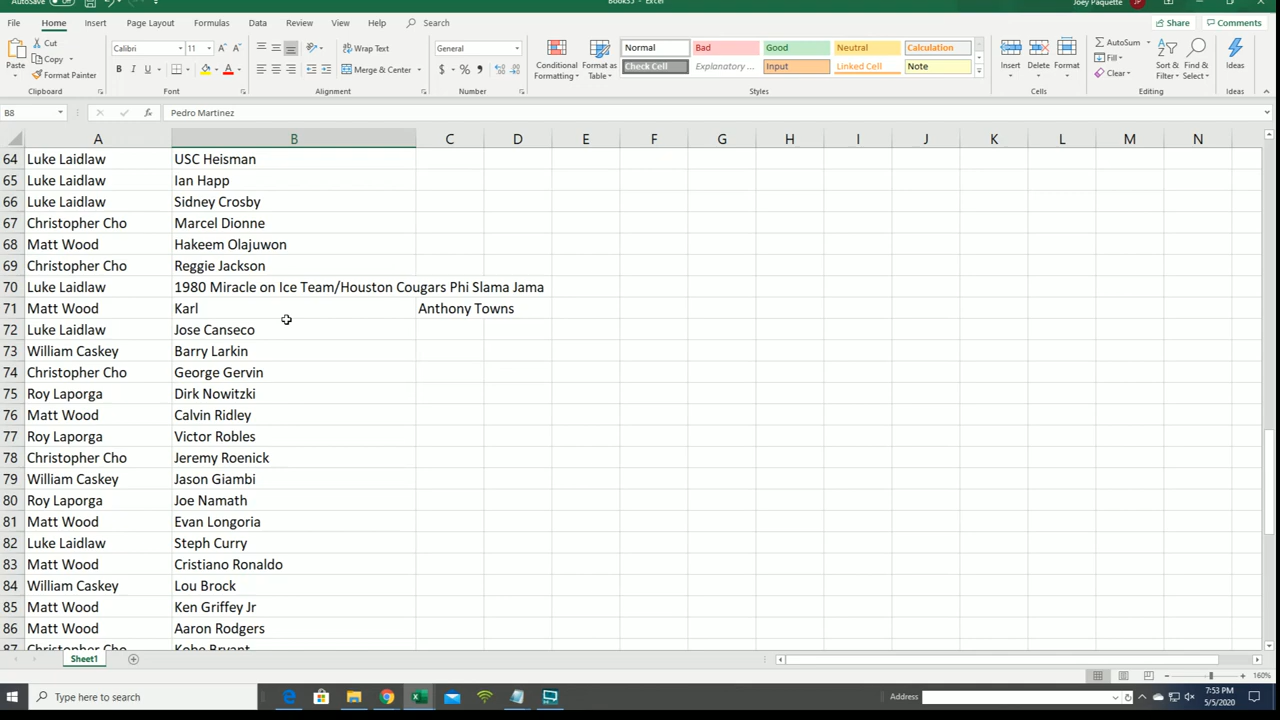 AutoSave
Book53 - Excel
Joey Paquette
JP
File Home Insert Page Layout Formulas Data Review View Help Search Share Comments
Paste Cut Copy Format Painter Clipboard
Calibri 11 A A B I U A Font
Wrap Text Merge & Center Alignment
General $ % Number
Conditional Formatting Format as Table
Normal Bad Good Neutral Calculation
Check Cell Explanatory ... Input Linked Cell Note
Styles
Insert Delete Format Cells
AutoSum Fill Clear Sort & Filter Find & Select Editing
Ideas Ideas
B8 fx Pedro Martinez
A B C D E F G H I J K L M N
64 Luke Laidlaw USC Heisman
65 Luke Laidlaw Ian Happ
66 Luke Laidlaw Sidney Crosby
67 Christopher Cho Marcel Dionne
68 Matt Wood Hakeem Olajuwon
69 Christopher Cho Reggie Jackson
70 Luke Laidlaw 1980 Miracle on Ice Team/Houston Cougars Phi Slama Jama
71 Matt Wood Karl Anthony Towns
72 Luke Laidlaw Jose Canseco
73 William Caskey Barry Larkin
74 Christopher Cho George Gervin
75 Roy Laporga Dirk Nowitzki
76 Matt Wood Calvin Ridley
77 Roy Laporga Victor Robles
78 Christopher Cho Jeremy Roenick
79 William Caskey Jason Giambi
80 Roy Laporga Joe Namath
81 Matt Wood Evan Longoria
82 Luke Laidlaw Steph Curry
83 Matt Wood Cristiano Ronaldo
84 William Caskey Lou Brock
85 Matt Wood Ken Griffey Jr
86 Matt Wood Aaron Rodgers
87 Christopher Cho Kobe Bryant
Sheet1
160%
Type here to search Address 7:53 PM
5/5/2020